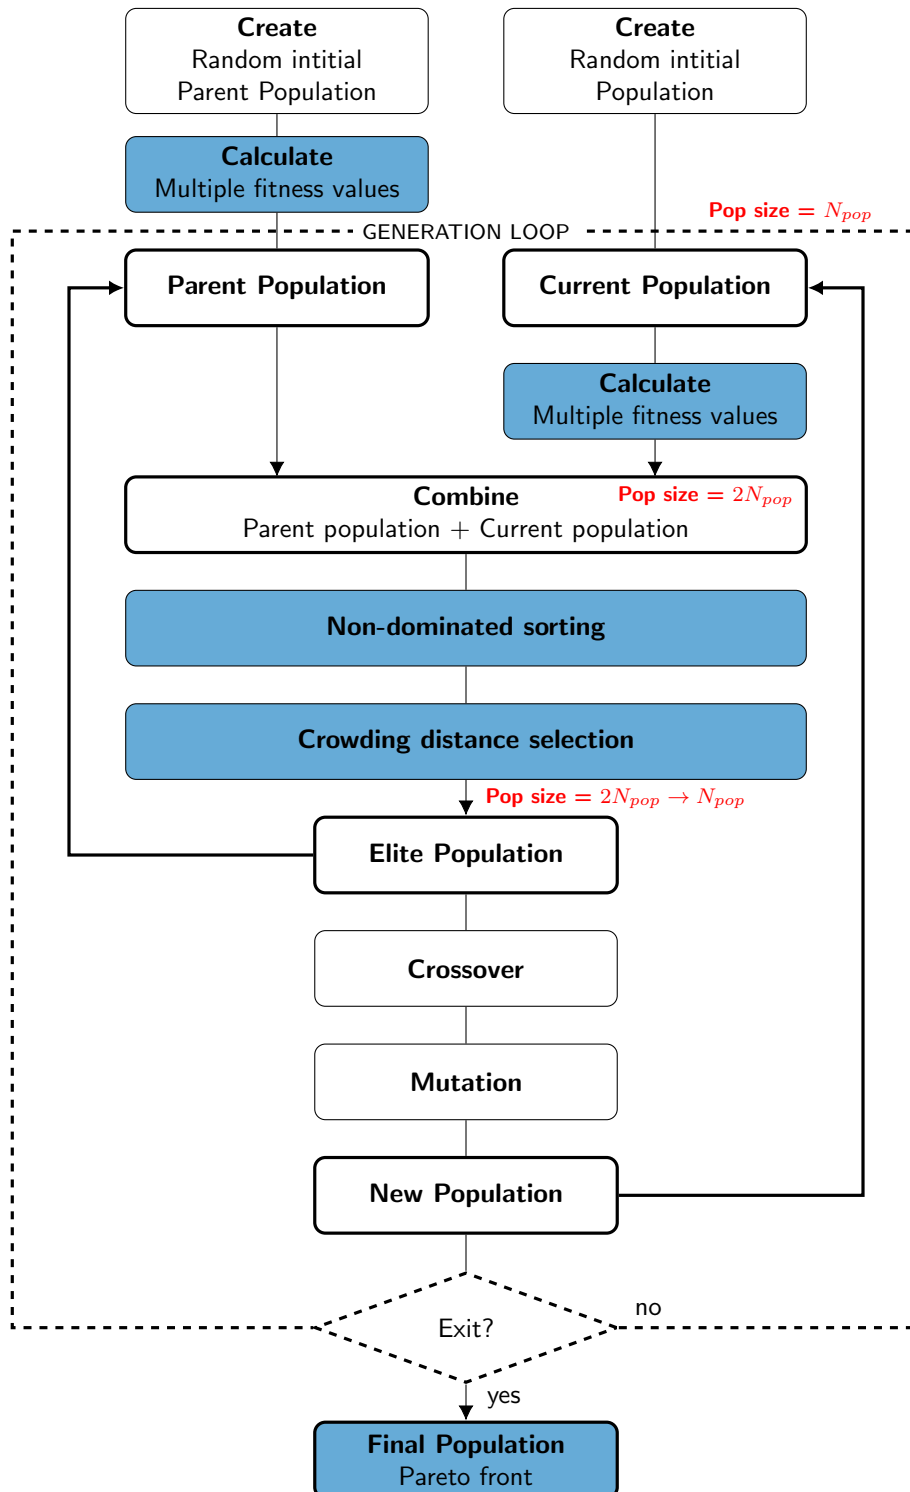 Create
Random intitial
Parent Population
Create
Random intitial
Population
Calculate
Multiple fitness values
Pop size = N_pop
GENERATION LOOP
Parent Population
Current Population
Calculate
Multiple fitness values
Combine
Pop size = 2N_pop
Parent population + Current population
Non-dominated sorting
Crowding distance selection
Pop size = 2N_pop → N_pop
Elite Population
Crossover
Mutation
New Population
Exit?
no
yes
Final Population
Pareto front